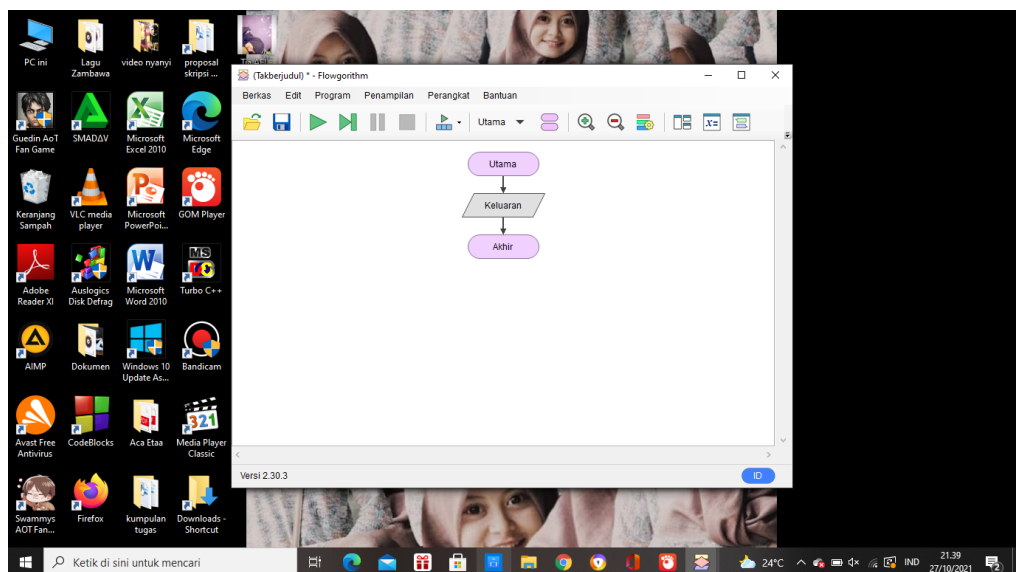 PC ini
Lagu
Zambawa
video nyanyi
proposal
skripsi ...
(Takberjudul) * - Flowgorithm
Berkas Edit Program Penampilan Perangkat Bantuan
Utama
x=
Utama
Keluaran
Akhir
Guedin AoT
Fan Game
SMADΔV
Microsoft
Excel 2010
Microsoft
Edge
Keranjang
Sampah
VLC media
player
Microsoft
PowerPoi...
GOM Player
Adobe
Reader XI
Auslogics
Disk Defrag
Microsoft
Word 2010
MS
Turbo C++
AIMP
Dokumen
Windows 10
Update As...
Bandicam
Avast Free
Antivirus
CodeBlocks
Aca Etaa
321
Media Player
Classic
Swammys
AOT Fan...
Firefox
kumpulan
tugas
Downloads -
Shortcut
Versi 2.30.3
ID
Ketik di sini untuk mencari
24°C
IND
21.39
27/10/2021
2